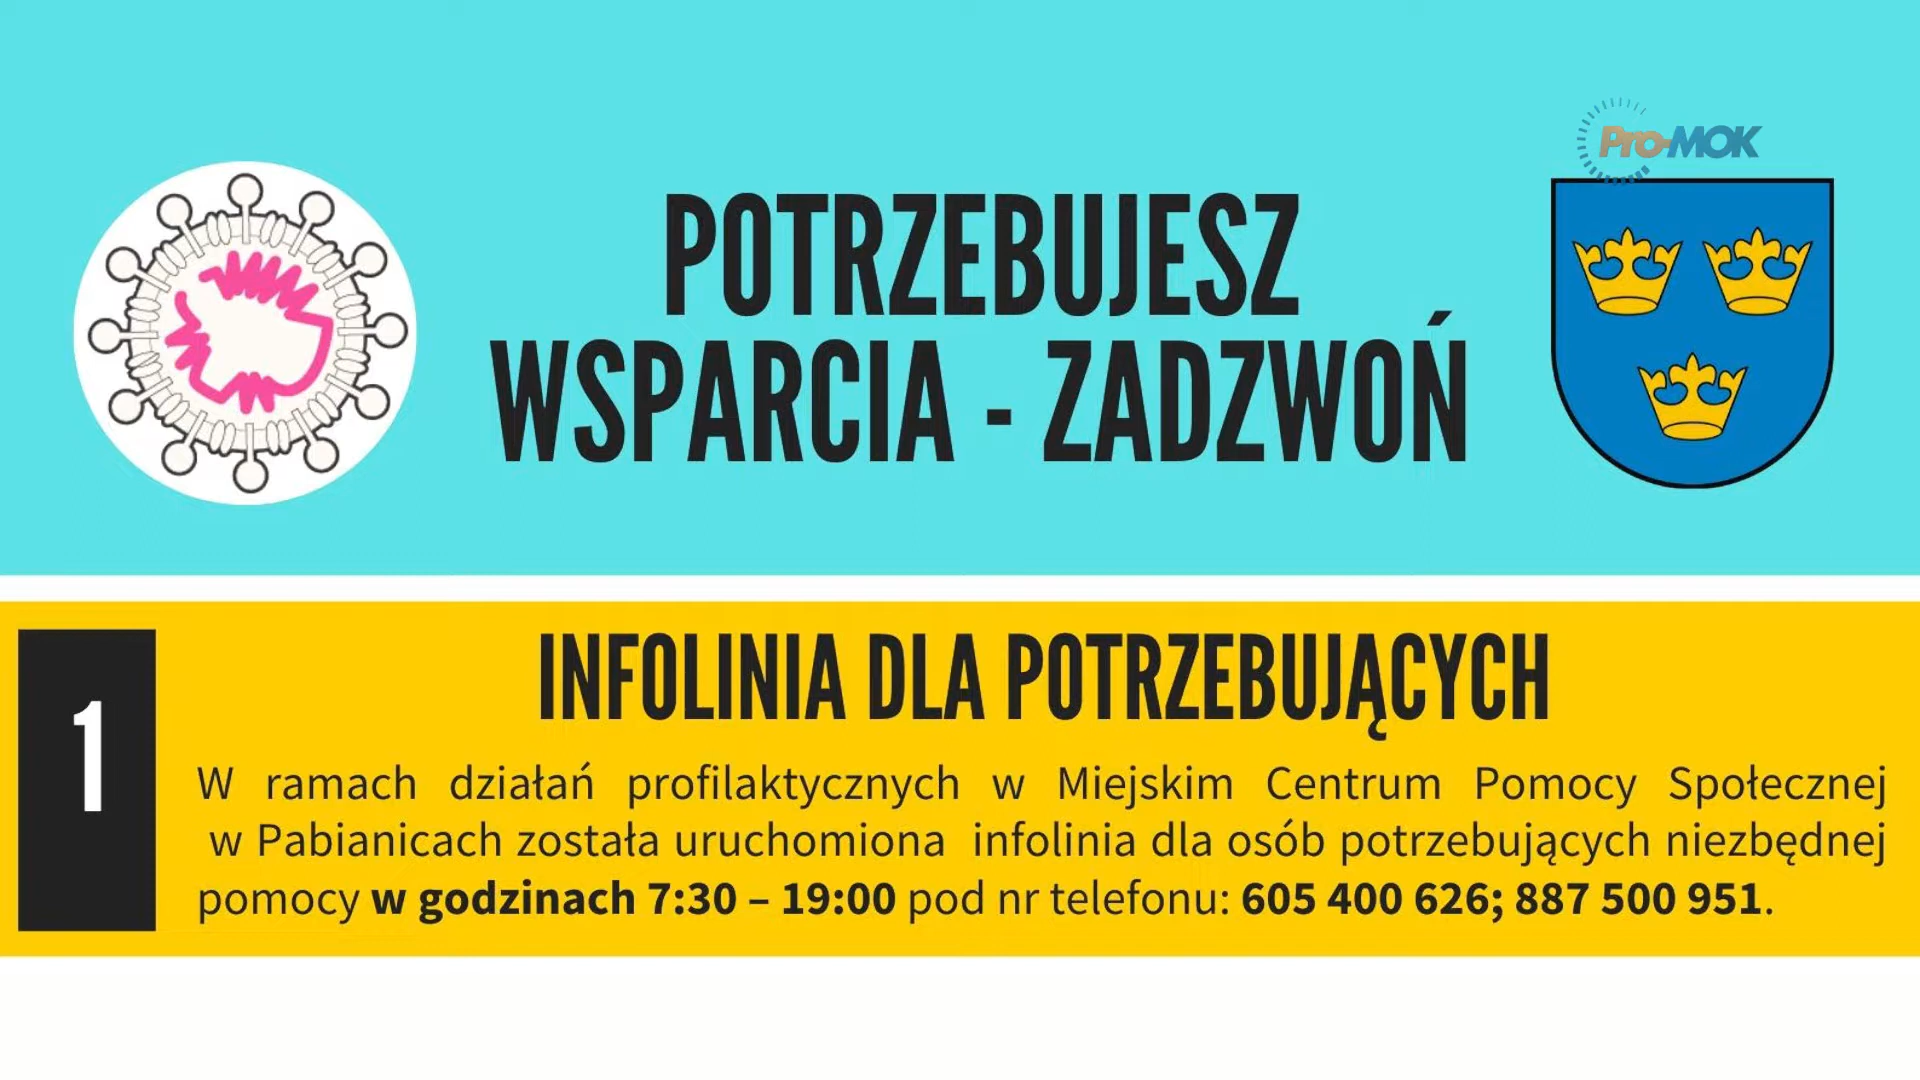 Pro-MOK
POTRZEBUJESZ
WSPARCIA - ZADZWOŃ
1
INFOLINIA DLA POTRZEBUJĄCYCH
W ramach działań profilaktycznych w Miejskim Centrum Pomocy Społecznej
w Pabianicach została uruchomiona infolinia dla osób potrzebujących niezbędnej
pomocy w godzinach 7:30 – 19:00 pod nr telefonu: 605 400 626; 887 500 951.